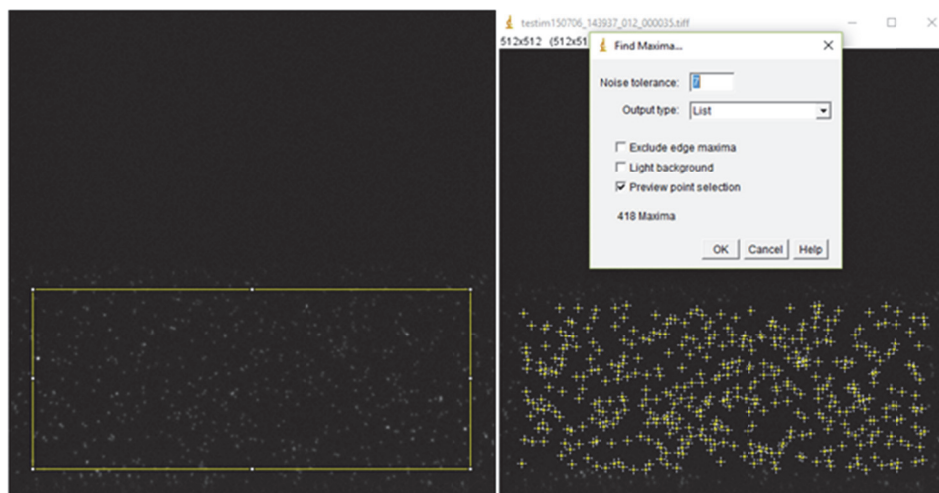 testim150706_143937_012_000035.tiff
512x512 (512x51
Find Maxima...
Noise tolerance: 7
Output type: List
Exclude edge maxima
Light background
Preview point selection
418 Maxima
OK Cancel Help